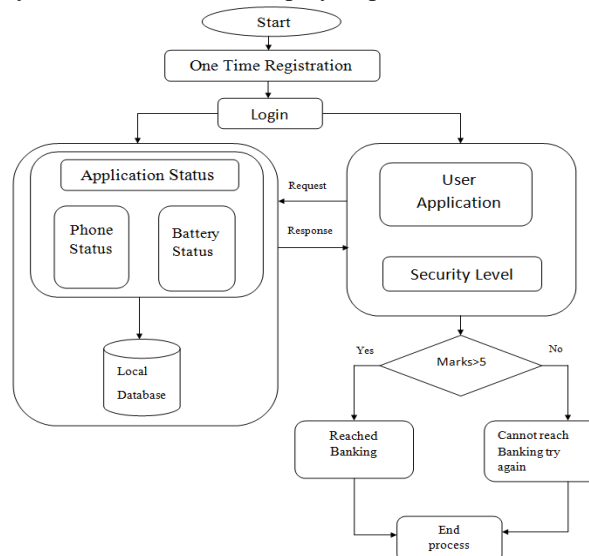 Start
One Time Registration
Login
Application Status
Phone
Status
Battery
Status
Local
Database
Request
Response
User
Application
Security Level
Marks>5
Yes
No
Reached
Banking
Cannot reach
Banking try
again
End
process